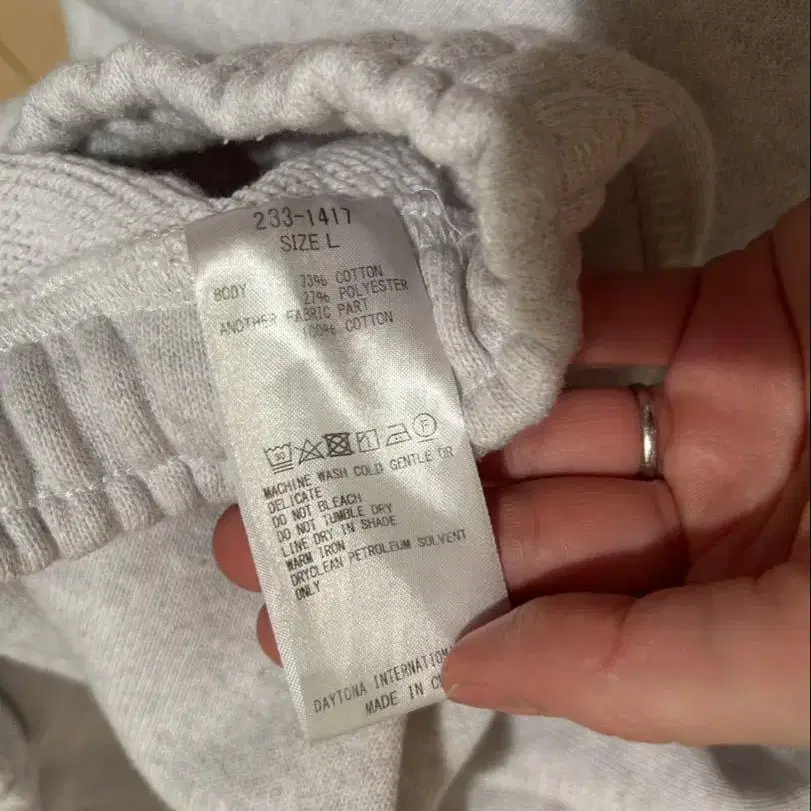 233-1417
SIZE L
BODY 73% COTTON
27% POLYESTER
ANOTHER FABRIC PART
100% COTTON
MACHINE WASH COLD GENTLE OR
DELICATE
DO NOT BLEACH
DO NOT TUMBLE DRY
LINE DRY IN SHADE
WARM IRON
DRYCLEAN PETROLEUM SOLVENT
ONLY
DAYTONA
MADE IN